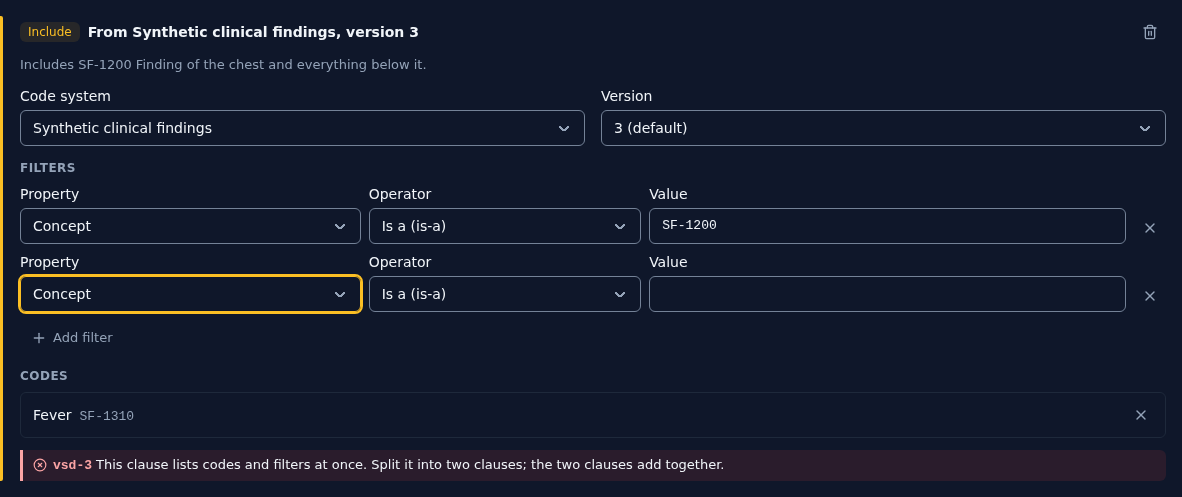 Include From Synthetic clinical findings, version 3
Includes SF-1200 Finding of the chest and everything below it.
Code system Version
Synthetic clinical findings 3 (default)
FILTERS
Property Operator Value
Concept Is a (is-a) SF-1200
Property Operator Value
Concept Is a (is-a)
Add filter
CODES
Fever SF-1310
vsd-3 This clause lists codes and filters at once. Split it into two clauses; the two clauses add together.